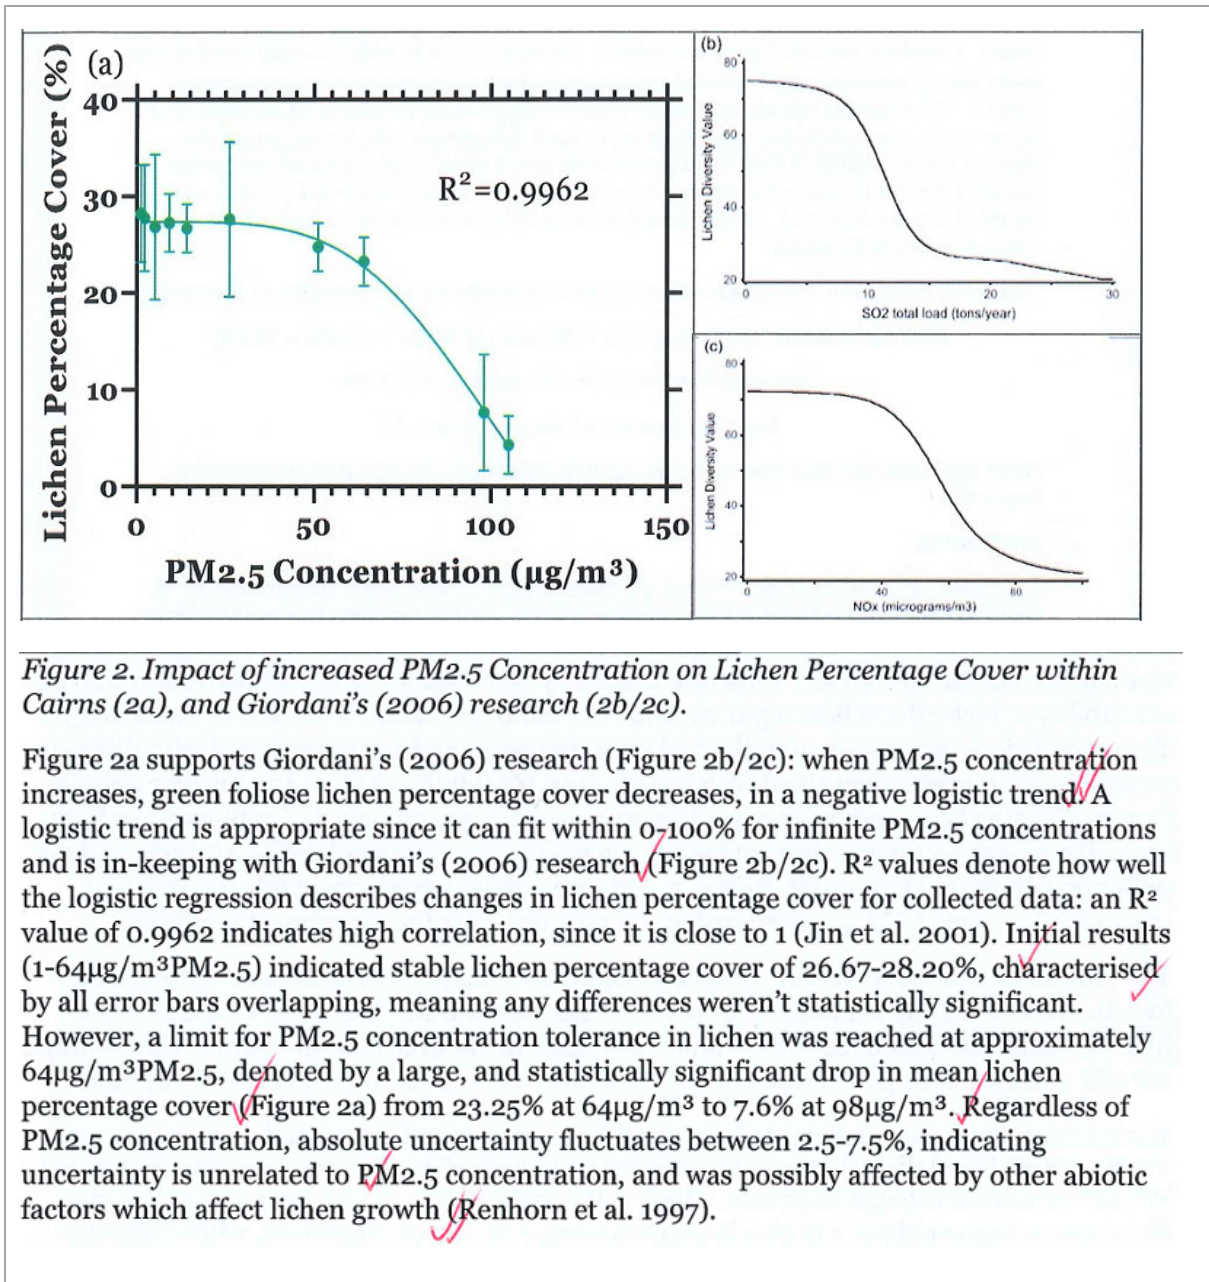 (a)
Lichen Percentage Cover (%)
40
30
20
10
0
R²=0.9962
0 50 100 150
PM2.5 Concentration (µg/m³)
(b)
Lichen Diversity Value
80
60
40
20
0 10 20 30
SO2 total load (tons/year)
(c)
Lichen Diversity Value
80
60
40
20
0 40 80
NOx (micrograms/m3)
Figure 2. Impact of increased PM2.5 Concentration on Lichen Percentage Cover within
Cairns (2a), and Giordani's (2006) research (2b/2c).
Figure 2a supports Giordani's (2006) research (Figure 2b/2c): when PM2.5 concentration
increases, green foliose lichen percentage cover decreases, in a negative logistic trend. A
logistic trend is appropriate since it can fit within 0-100% for infinite PM2.5 concentrations
and is in-keeping with Giordani's (2006) research (Figure 2b/2c). R² values denote how well
the logistic regression describes changes in lichen percentage cover for collected data: an R²
value of 0.9962 indicates high correlation, since it is close to 1 (Jin et al. 2001). Initial results
(1-64µg/m³PM2.5) indicated stable lichen percentage cover of 26.67-28.20%, characterised
by all error bars overlapping, meaning any differences weren't statistically significant.
However, a limit for PM2.5 concentration tolerance in lichen was reached at approximately
64µg/m³PM2.5, denoted by a large, and statistically significant drop in mean lichen
percentage cover (Figure 2a) from 23.25% at 64µg/m³ to 7.6% at 98µg/m³. Regardless of
PM2.5 concentration, absolute uncertainty fluctuates between 2.5-7.5%, indicating
uncertainty is unrelated to PM2.5 concentration, and was possibly affected by other abiotic
factors which affect lichen growth (Renhorn et al. 1997).